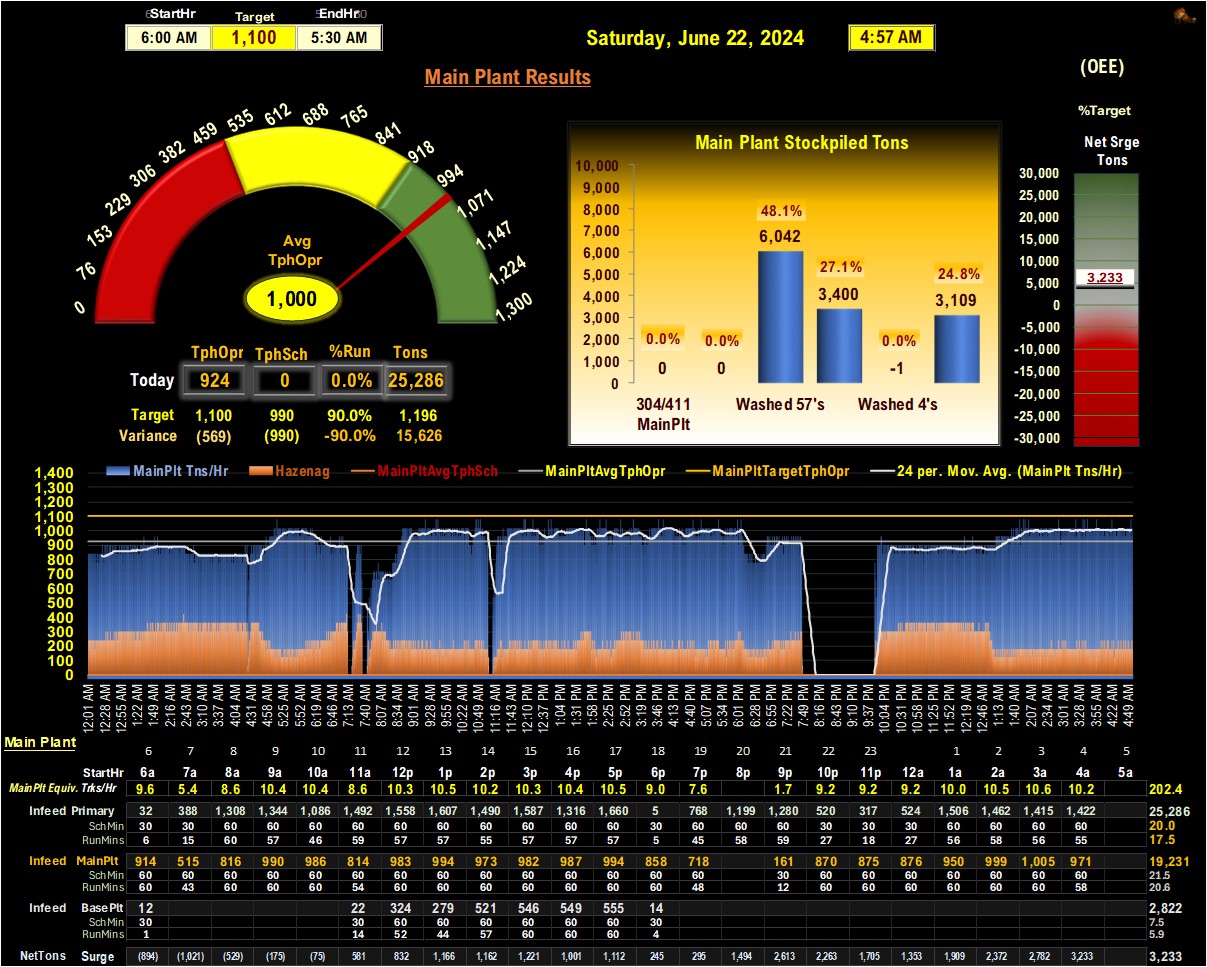 StartHr Target EndHr
6:00 AM 1,100 5:30 AM
Saturday, June 22, 2024 4:57 AM
(OEE)
Main Plant Results
%Target
Net Srge
Tons
0 76 153 229 306 382 459 535 612 688 765 841 918 994 1,071 1,147 1,224 1,300
Avg
TphOpr
1,000
TphOpr TphSch %Run Tons
Today 924 0 0.0% 25,286
Target 1,100 990 90.0% 1,196
Variance (569) (990) -90.0% 15,626
Main Plant Stockpiled Tons
10,000
9,000
8,000
7,000
6,000
5,000
4,000
3,000
2,000
1,000
0
0.0% 0.0% 48.1% 27.1% 0.0% 24.8%
0 0 6,042 3,400 -1 3,109
304/411 Washed 57's Washed 4's
MainPlt
30,000
25,000
20,000
15,000
10,000
5,000
0
-5,000
-10,000
-15,000
-20,000
-25,000
-30,000
3,233
MainPlt Tns/Hr Hazenag MainPltAvgTphSch MainPltAvgTphOpr MainPltTargetTphOpr 24 per. Mov. Avg. (MainPlt Tns/Hr)
1,400
1,300
1,200
1,100
1,000
900
800
700
600
500
400
300
200
100
0
12:01 AM 12:28 AM 12:55 AM 1:22 AM 1:49 AM 2:16 AM 2:43 AM 3:10 AM 3:37 AM 4:04 AM 4:31 AM 4:58 AM 5:25 AM 5:52 AM 6:19 AM 6:46 AM 7:13 AM 7:40 AM 8:07 AM 8:34 AM 9:01 AM 9:28 AM 9:55 AM 10:22 AM 10:49 AM 11:16 AM 11:43 AM 12:10 PM 12:37 PM 1:04 PM 1:31 PM 1:58 PM 2:25 PM 2:52 PM 3:19 PM 3:46 PM 4:13 PM 4:40 PM 5:07 PM 5:34 PM 6:01 PM 6:28 PM 6:55 PM 7:22 PM 7:49 PM 8:16 PM 8:43 PM 9:10 PM 9:37 PM 10:04 PM 10:31 PM 10:58 PM 11:25 PM 11:52 PM 12:19 AM 12:46 AM 1:13 AM 1:40 AM 2:07 AM 2:34 AM 3:01 AM 3:28 AM 3:55 AM 4:22 AM 4:49 AM
Main Plant
6 7 8 9 10 11 12 13 14 15 16 17 18 19 20 21 22 23 1 2 3 4 5
StartHr 6a 7a 8a 9a 10a 11a 12p 1p 2p 3p 4p 5p 6p 7p 8p 9p 10p 11p 12a 1a 2a 3a 4a 5a
MainPlt Equiv. Trks/Hr 9.6 5.4 8.6 10.4 10.4 8.6 10.3 10.5 10.2 10.3 10.4 10.5 9.0 7.6 1.7 9.2 9.2 9.2 10.0 10.5 10.6 10.2 202.4
Infeed Primary 32 388 1,308 1,344 1,086 1,492 1,558 1,607 1,490 1,587 1,316 1,660 5 768 1,199 1,280 520 317 524 1,506 1,462 1,415 1,422 25,286
SchMin 30 30 60 60 60 60 60 60 60 60 60 60 30 60 60 60 30 30 30 60 60 60 60 20.0
RunMins 6 15 60 57 46 59 57 57 55 57 57 57 5 45 58 59 27 18 27 56 58 56 55 17.5
Infeed MainPlt 914 515 816 990 986 814 983 994 973 982 987 994 858 718 161 870 875 876 950 999 1,005 971 19,231
SchMin 60 60 60 60 60 60 60 60 60 60 60 60 60 60 30 60 60 60 60 60 60 60 21.5
RunMins 60 43 60 60 60 54 60 60 60 60 60 60 60 48 12 60 60 60 60 60 60 58 20.6
Infeed BasePlt 12 22 324 279 521 546 549 555 14 2,822
SchMin 30 30 60 60 60 60 60 60 30 7.5
RunMins 1 14 52 44 57 60 60 60 4 5.9
NetTons Surge (894) (1,021) (529) (175) (75) 581 832 1,166 1,162 1,221 1,001 1,112 245 295 1,494 2,613 2,263 1,705 1,353 1,909 2,372 2,782 3,233 3,233